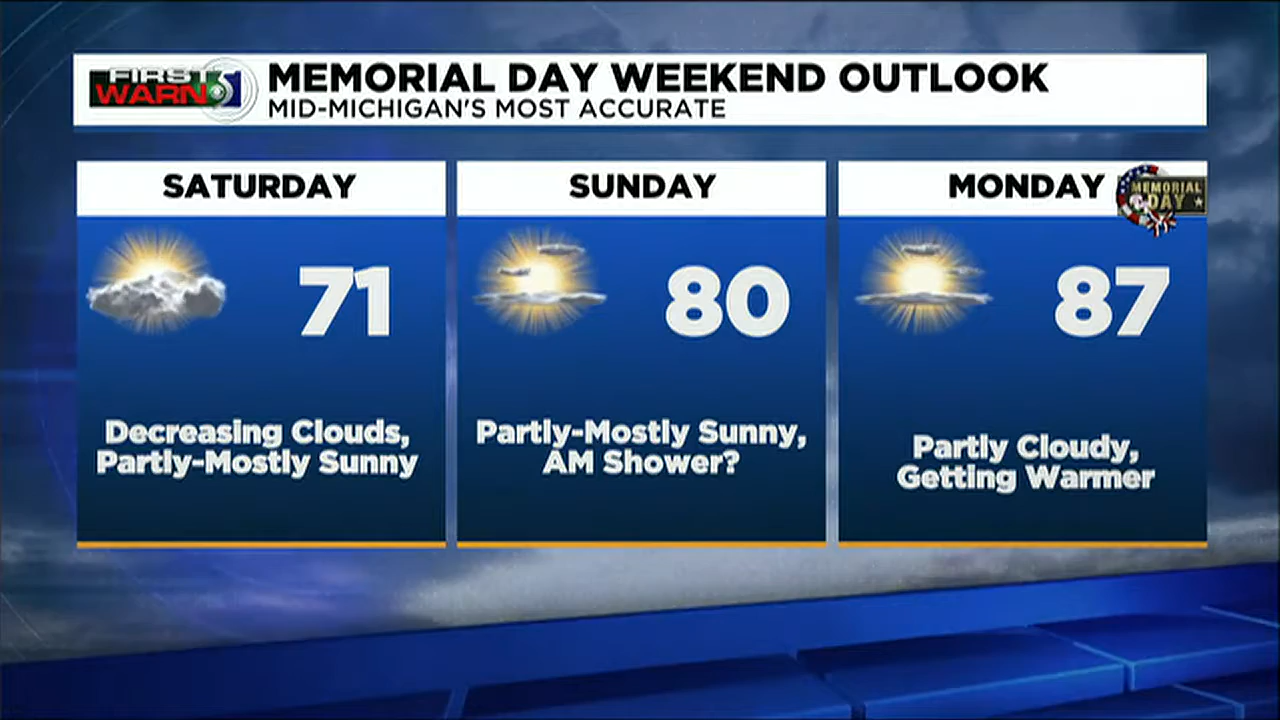 FIRST
WARN 5
MEMORIAL DAY WEEKEND OUTLOOK
MID-MICHIGAN'S MOST ACCURATE
SATURDAY
71
Decreasing Clouds,
Partly-Mostly Sunny
SUNDAY
80
Partly-Mostly Sunny,
AM Shower?
MONDAY
MEMORIAL
DAY
87
Partly Cloudy,
Getting Warmer